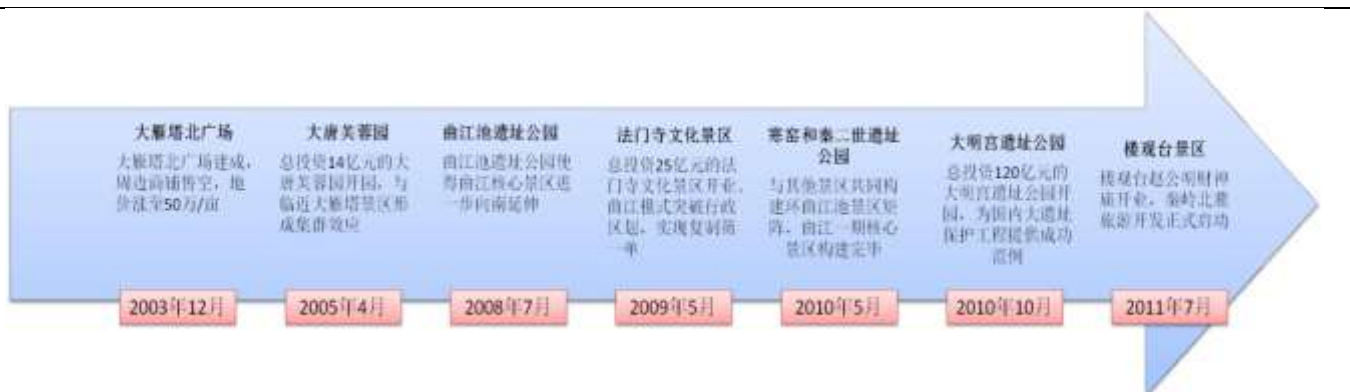 大雁塔北广场
大雁塔北广场建成，
周边商铺售空，地
价涨至50万/亩
2003年12月
大唐芙蓉园
总投资14亿元的大
唐芙蓉园开园，与
临近大雁塔景区形
成集群效应
2005年4月
曲江池遗址公园
曲江池遗址公园使
得曲江核心景区进
一步向南延伸
2008年7月
法门寺文化景区
总投资25亿元的法
门寺文化景区开业，
曲江模式突破行政
区划，实现复制第
一单
2009年5月
寒窑和秦二世遗址
公园
与其他景区共同构
建环曲江池景区矩
阵，曲江一期核心
景区构建完毕
2010年5月
大明宫遗址公园
总投资120亿元的
大明宫遗址公园开
园，为国内大遗址
保护工程提供成功
范例
2010年10月
楼观台景区
楼观台赵公明财神
庙开业，秦岭北麓
旅游开发正式启动
2011年7月